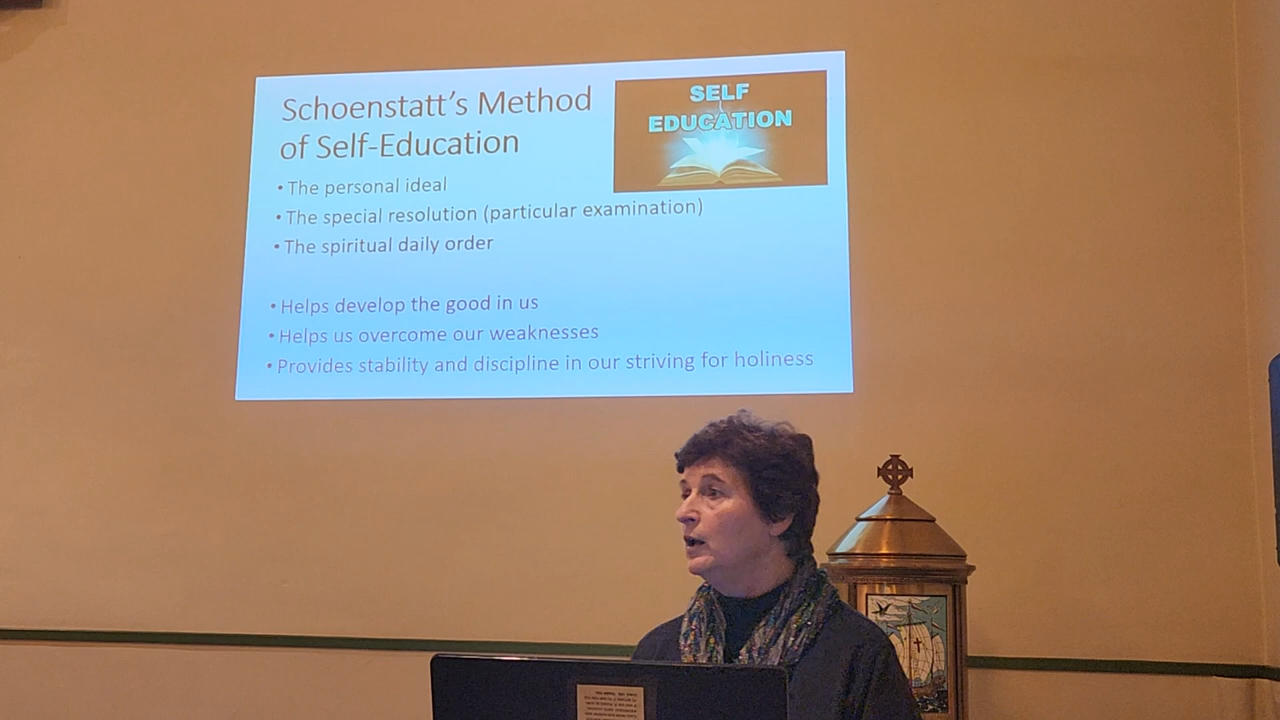 Schoenstatt's Method
of Self-Education
SELF
EDUCATION
• The personal ideal
• The special resolution (particular examination)
• The spiritual daily order
• Helps develop the good in us
• Helps us overcome our weaknesses
• Provides stability and discipline in our striving for holiness